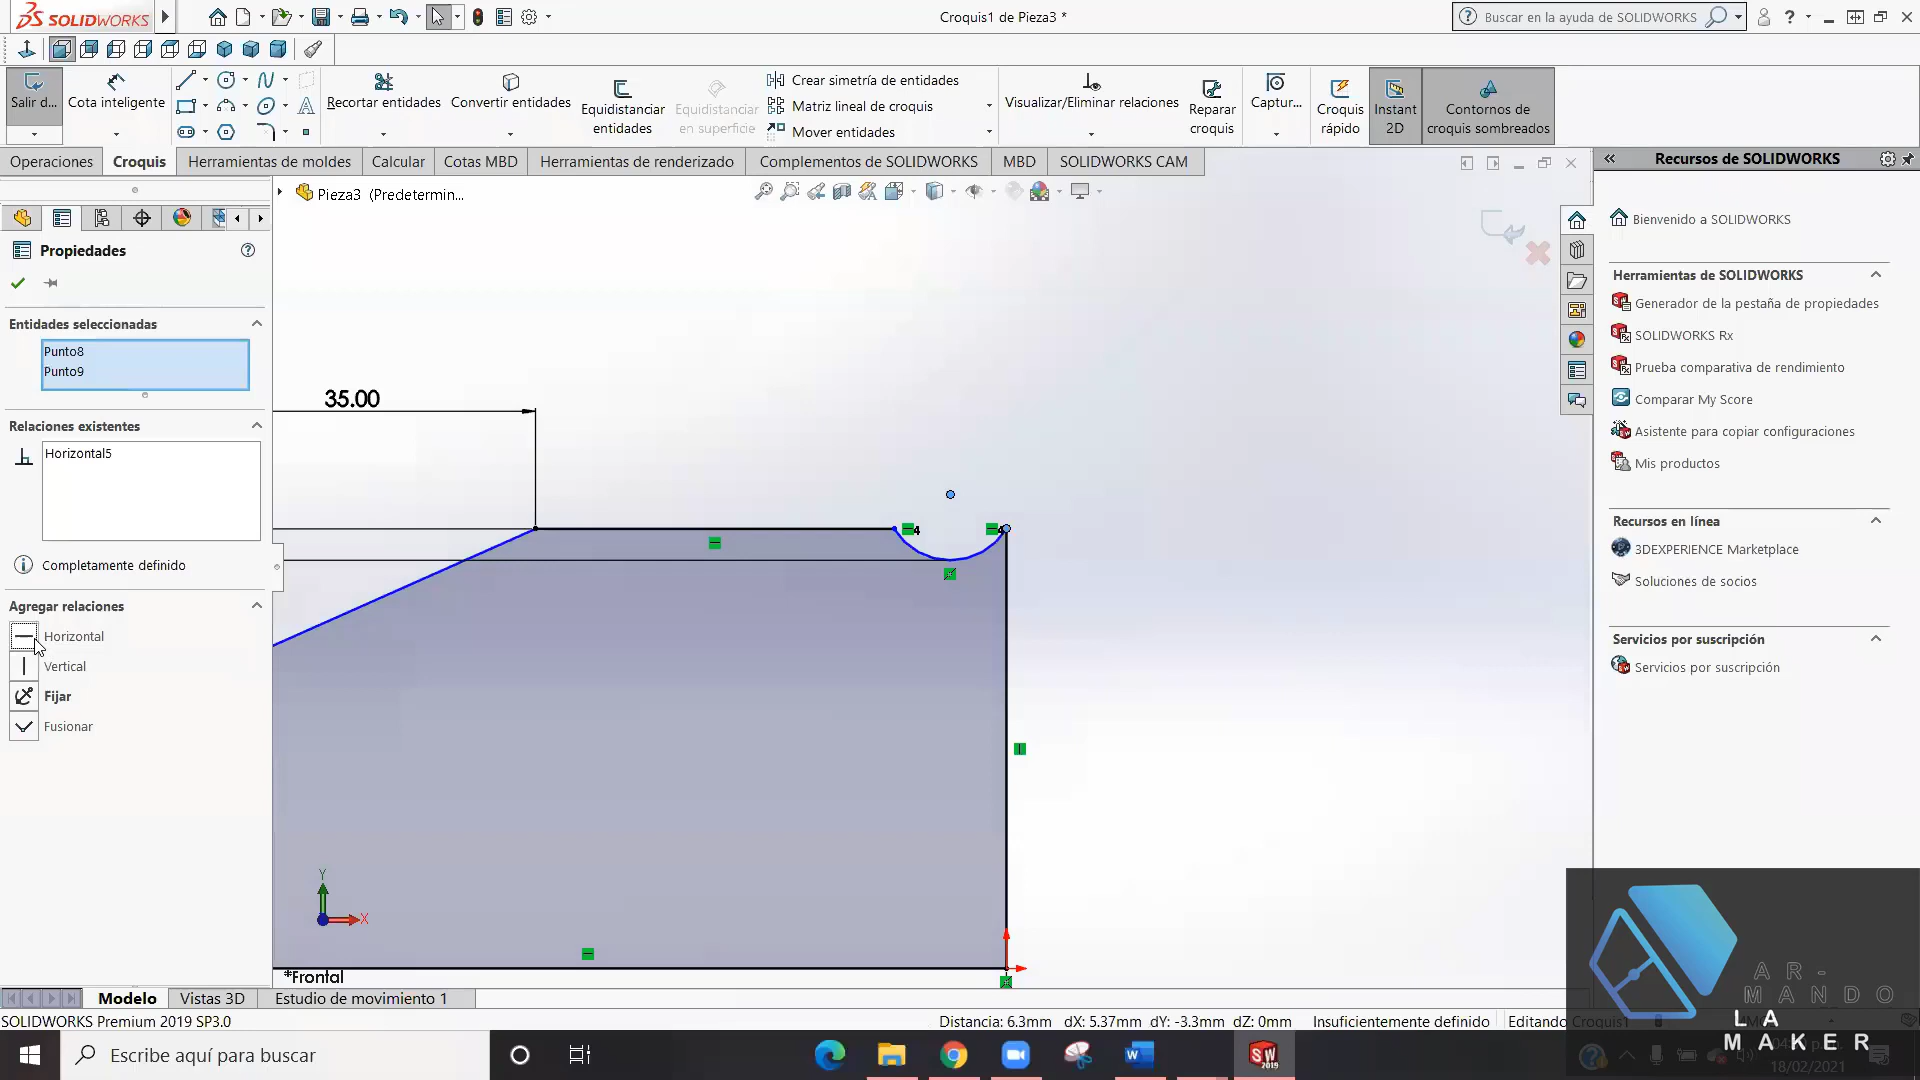 SOLIDWORKS
Croquis1 de Pieza3 *
Buscar en la ayuda de SOLIDWORKS
Salir d...
Cota inteligente
Recortar entidades
Convertir entidades
Equidistanciar
entidades
Equidistanciar
en superficie
Crear simetría de entidades
Matriz lineal de croquis
Mover entidades
Visualizar/Eliminar relaciones
Reparar
croquis
Captur...
Croquis
rápido
Instant
2D
Contornos de
croquis sombreados
Operaciones
Croquis
Herramientas de moldes
Calcular
Cotas MBD
Herramientas de renderizado
Complementos de SOLIDWORKS
MBD
SOLIDWORKS CAM
Recursos de SOLIDWORKS
Pieza3 (Predetermin...
Propiedades
Entidades seleccionadas
Punto8
Punto9
Relaciones existentes
Horizontal5
Completamente definido
Agregar relaciones
Horizontal
Vertical
Fijar
Fusionar
35.00
4
4
Y
X
*Frontal
Bienvenido a SOLIDWORKS
Herramientas de SOLIDWORKS
Generador de la pestaña de propiedades
SOLIDWORKS Rx
Prueba comparativa de rendimiento
Comparar My Score
Asistente para copiar configuraciones
Mis productos
Recursos en línea
3DEXPERIENCE Marketplace
Soluciones de socios
Servicios por suscripción
Servicios por suscripción
Modelo
Vistas 3D
Estudio de movimiento 1
SOLIDWORKS Premium 2019 SP3.0
Distancia: 6.3mm dX: 5.37mm dY: -3.3mm dZ: 0mm
Insuficientemente definido
Editando Croquis1
AR-
MANDO
LA
MAKER
Escribe aquí para buscar
SW
2019
18/02/2021